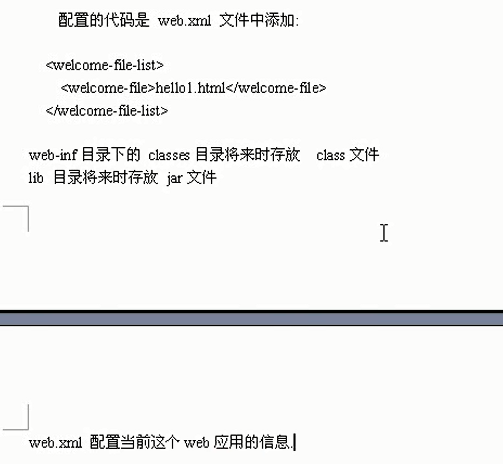 配置的代码是 web.xml 文件中添加:
<welcome-file-list>
<welcome-file>hello1.html</welcome-file>
</welcome-file-list>
web-inf 目录下的 classes 目录将来时存放 class 文件
lib 目录将来时存放 jar 文件
web.xml 配置当前这个 web 应用的信息.